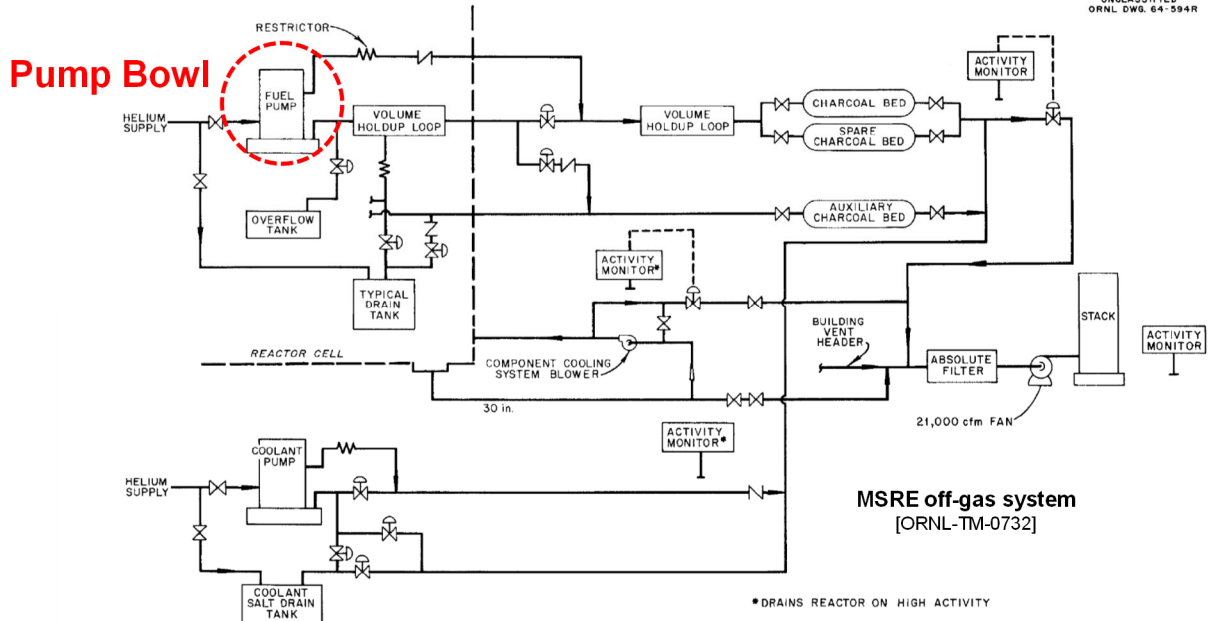 UNCLASSIFIED
ORNL DWG. 64-594R
RESTRICTOR
ACTIVITY
MONITOR
Pump Bowl
FUEL
PUMP
HELIUM
SUPPLY
VOLUME
HOLDUP LOOP
VOLUME
HOLDUP LOOP
CHARCOAL BED
SPARE
CHARCOAL BED
OVERFLOW
TANK
AUXILIARY
CHARCOAL BED
ACTIVITY
MONITOR*
TYPICAL
DRAIN
TANK
REACTOR CELL
COMPONENT COOLING
SYSTEM BLOWER
BUILDING
VENT
HEADER
ABSOLUTE
FILTER
STACK
ACTIVITY
MONITOR
30 in.
21,000 cfm FAN
ACTIVITY
MONITOR*
COOLANT
PUMP
HELIUM
SUPPLY
MSRE off-gas system
[ORNL-TM-0732]
COOLANT
SALT DRAIN
TANK
*DRAINS REACTOR ON HIGH ACTIVITY